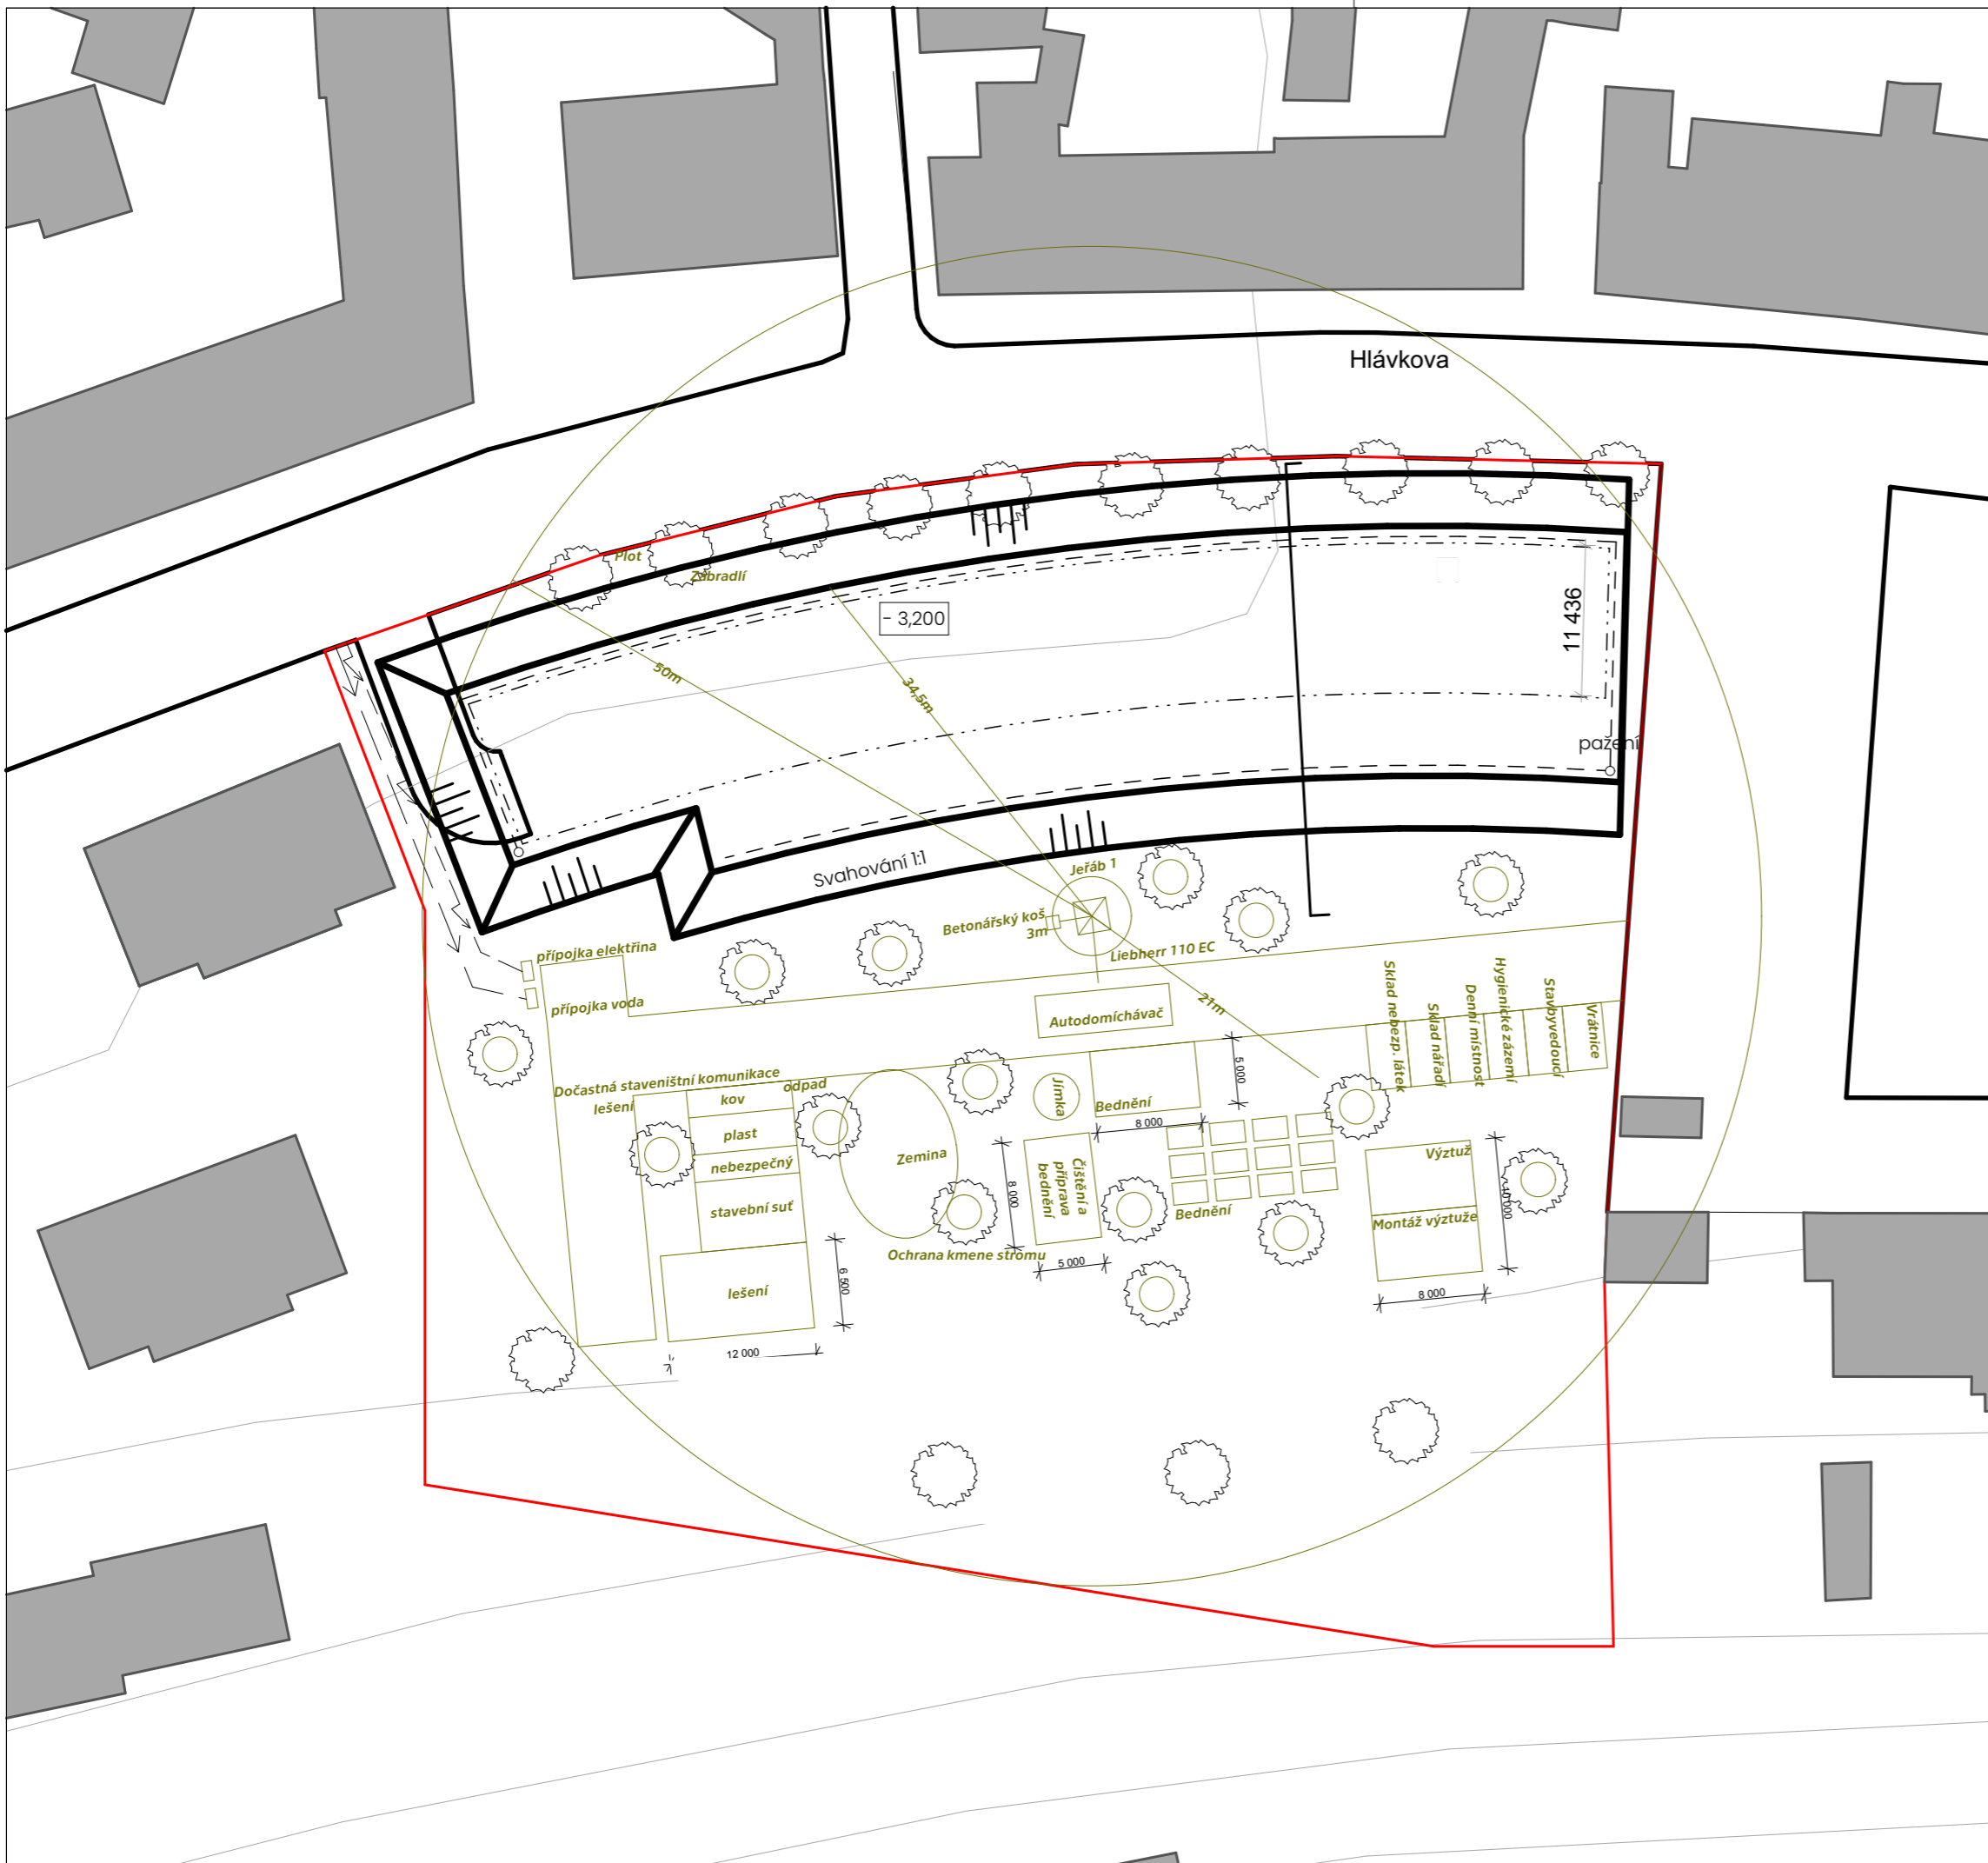 Hlávkova
Plot
Zábradlí
- 3,200
11 436
50m
34,5m
pažení
Svahování 1:1
Jeřáb 1
Betonářský koš
3m
Liebherr 110 EC
přípojka elektřina
přípojka voda
21m
Autodomíchávač
Sklad nebezp. látek
Sklad nářadí
Denní místnost
Hygienické zázemí
Stavbyvedoucí
Vrátnice
Dočastná staveništní komunikace
odpad
lešení
kov
plast
nebezpečný
stavební suť
lešení
6 500
12 000
Zemina
Ochrana kmene stromu
Jímka
Bednění
5 000
8 000
Čištění a
příprava
bednění
8 000
5 000
Bednění
Výztuž
Montáž výztuže
10 000
8 000